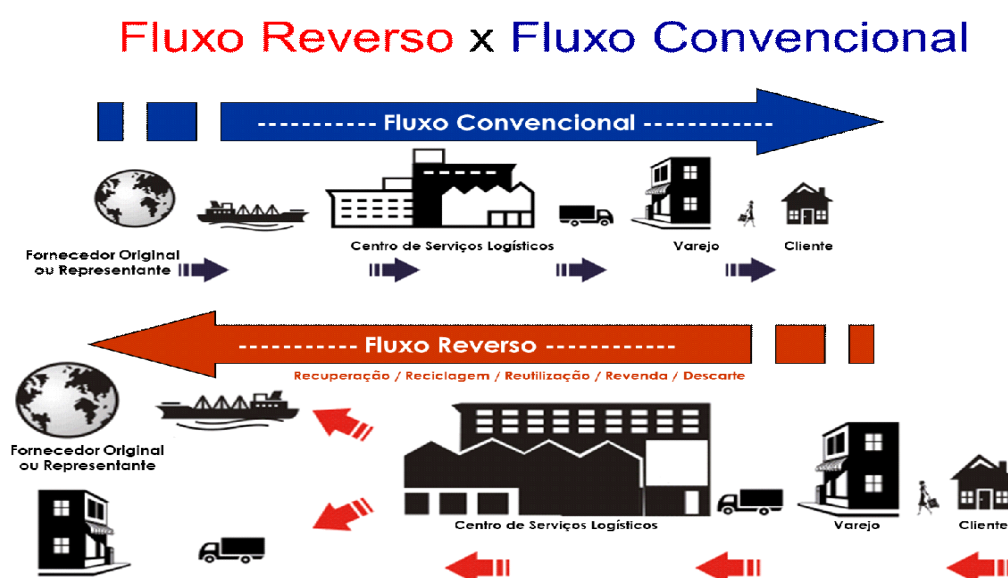 Fluxo Reverso x Fluxo Convencional
----------- Fluxo Convencional -----------
Fornecedor Original
ou Representante
Centro de Serviços Logísticos
Varejo
Cliente
----------- Fluxo Reverso -----------
Recuperação / Reciclagem / Reutilização / Revenda / Descarte
Fornecedor Original
ou Representante
Centro de Serviços Logísticos
Varejo
Cliente